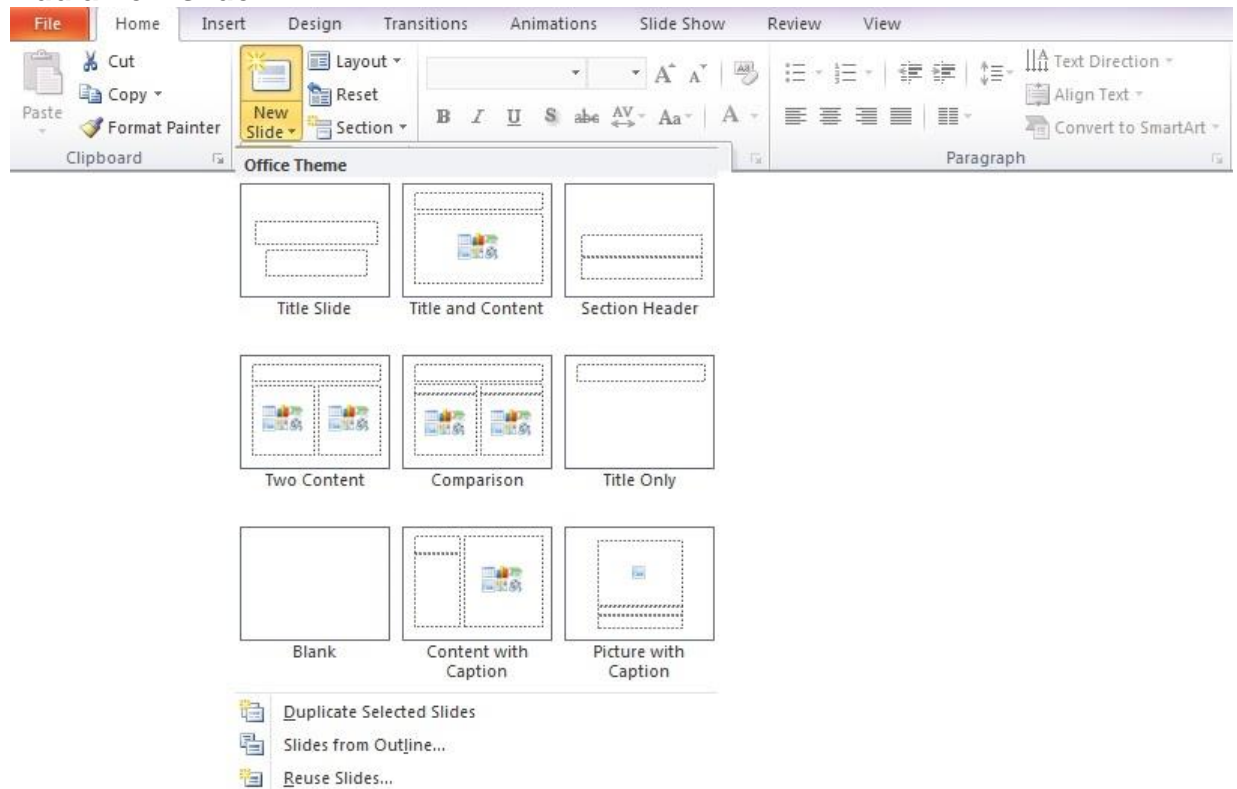 File Home Insert Design Transitions Animations Slide Show Review View
Cut
Copy
Format Painter
Paste
Clipboard
New
Slide
Layout
Reset
Section
B I U S abc AV Aa A
A A
Text Direction
Align Text
Convert to SmartArt
Paragraph
Office Theme
Title Slide Title and Content Section Header
Two Content Comparison Title Only
Blank Content with Caption Picture with Caption
Duplicate Selected Slides
Slides from Outline...
Reuse Slides...